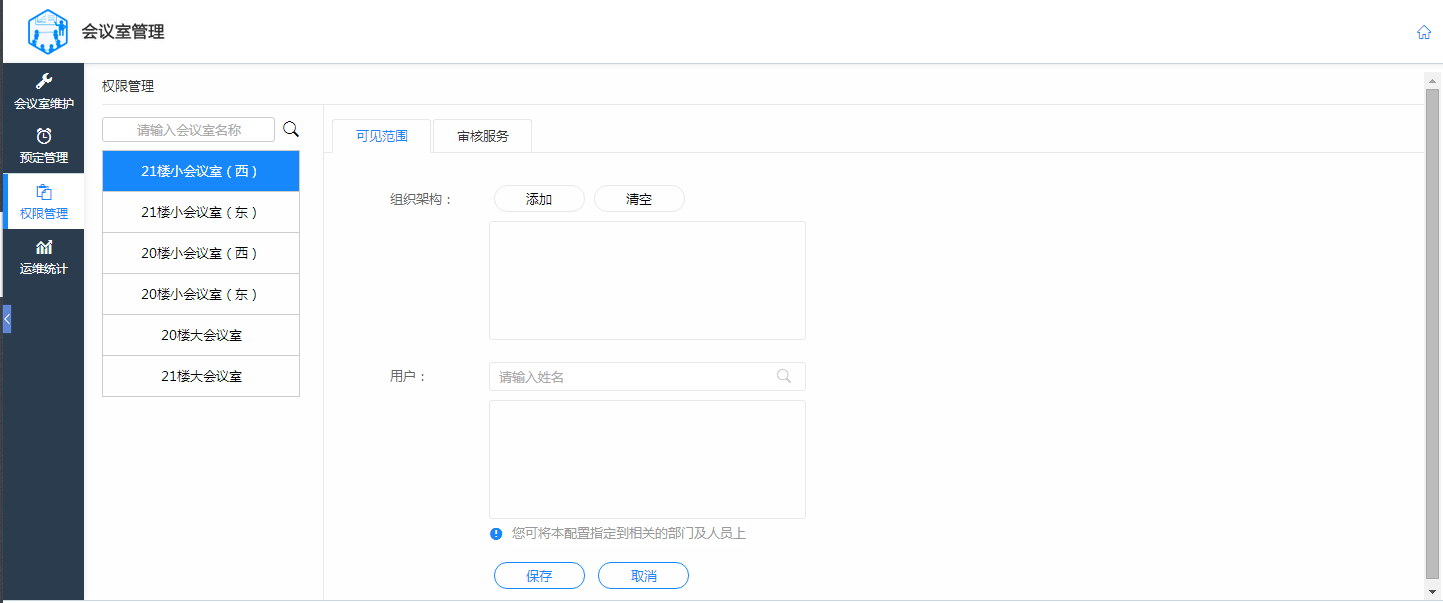 会议室管理
会议室维护
预定管理
权限管理
运维统计
权限管理
请输入会议室名称
21楼小会议室（西）
21楼小会议室（东）
20楼小会议室（西）
20楼小会议室（东）
20楼大会议室
21楼大会议室
可见范围 审核服务
组织架构： 添加 清空
用户： 请输入姓名
您可将本配置指定到相关的部门及人员上
保存 取消